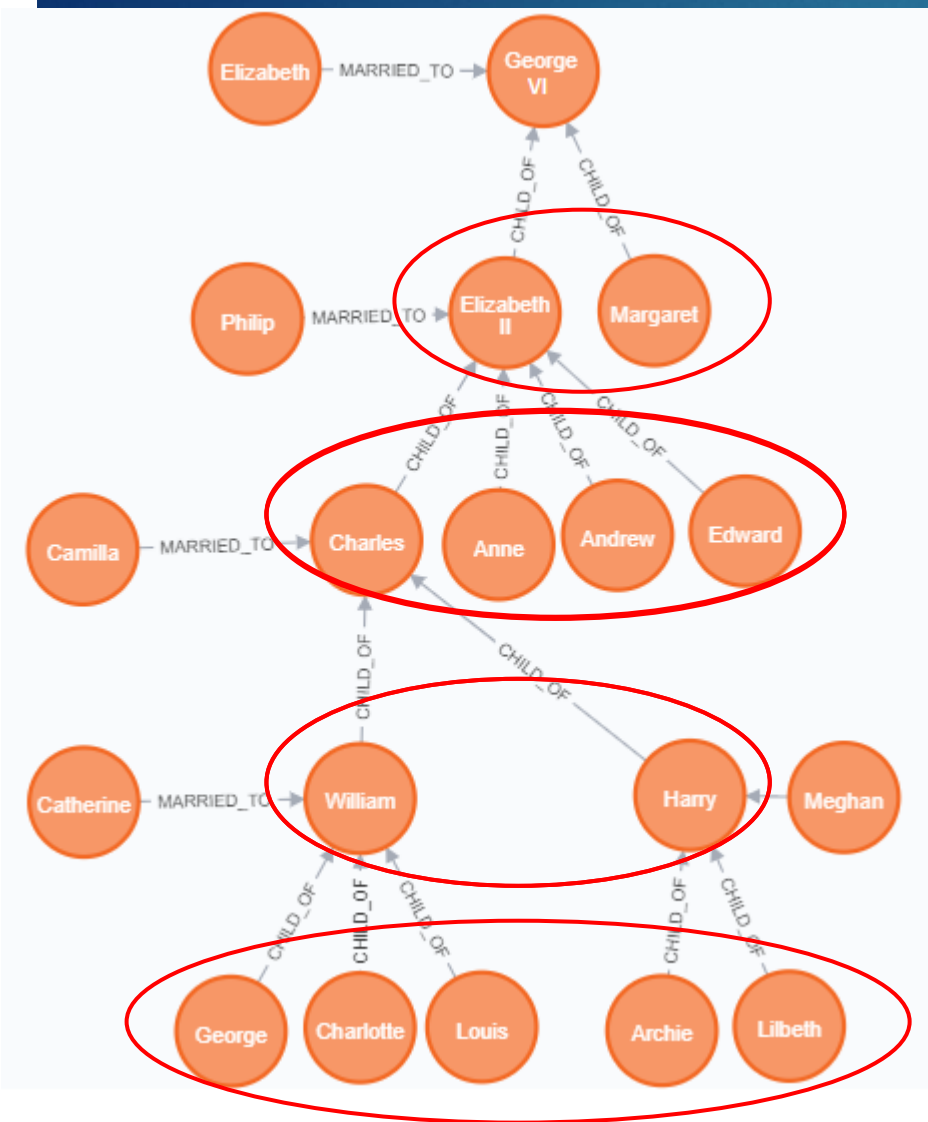 Elizabeth
MARRIED_TO
George
VI
CHILD_OF
CHILD_OF
Philip
MARRIED_TO
Elizabeth
II
Margaret
CHILD_OF
CHILD_OF
CHILD_OF
CHILD_OF
Camilla
MARRIED_TO
Charles
Anne
Andrew
Edward
CHILD_OF
CHILD_OF
Catherine
MARRIED_TO
William
Harry
Meghan
CHILD_OF
CHILD_OF
CHILD_OF
CHILD_OF
CHILD_OF
George
Charlotte
Louis
Archie
Lilbeth